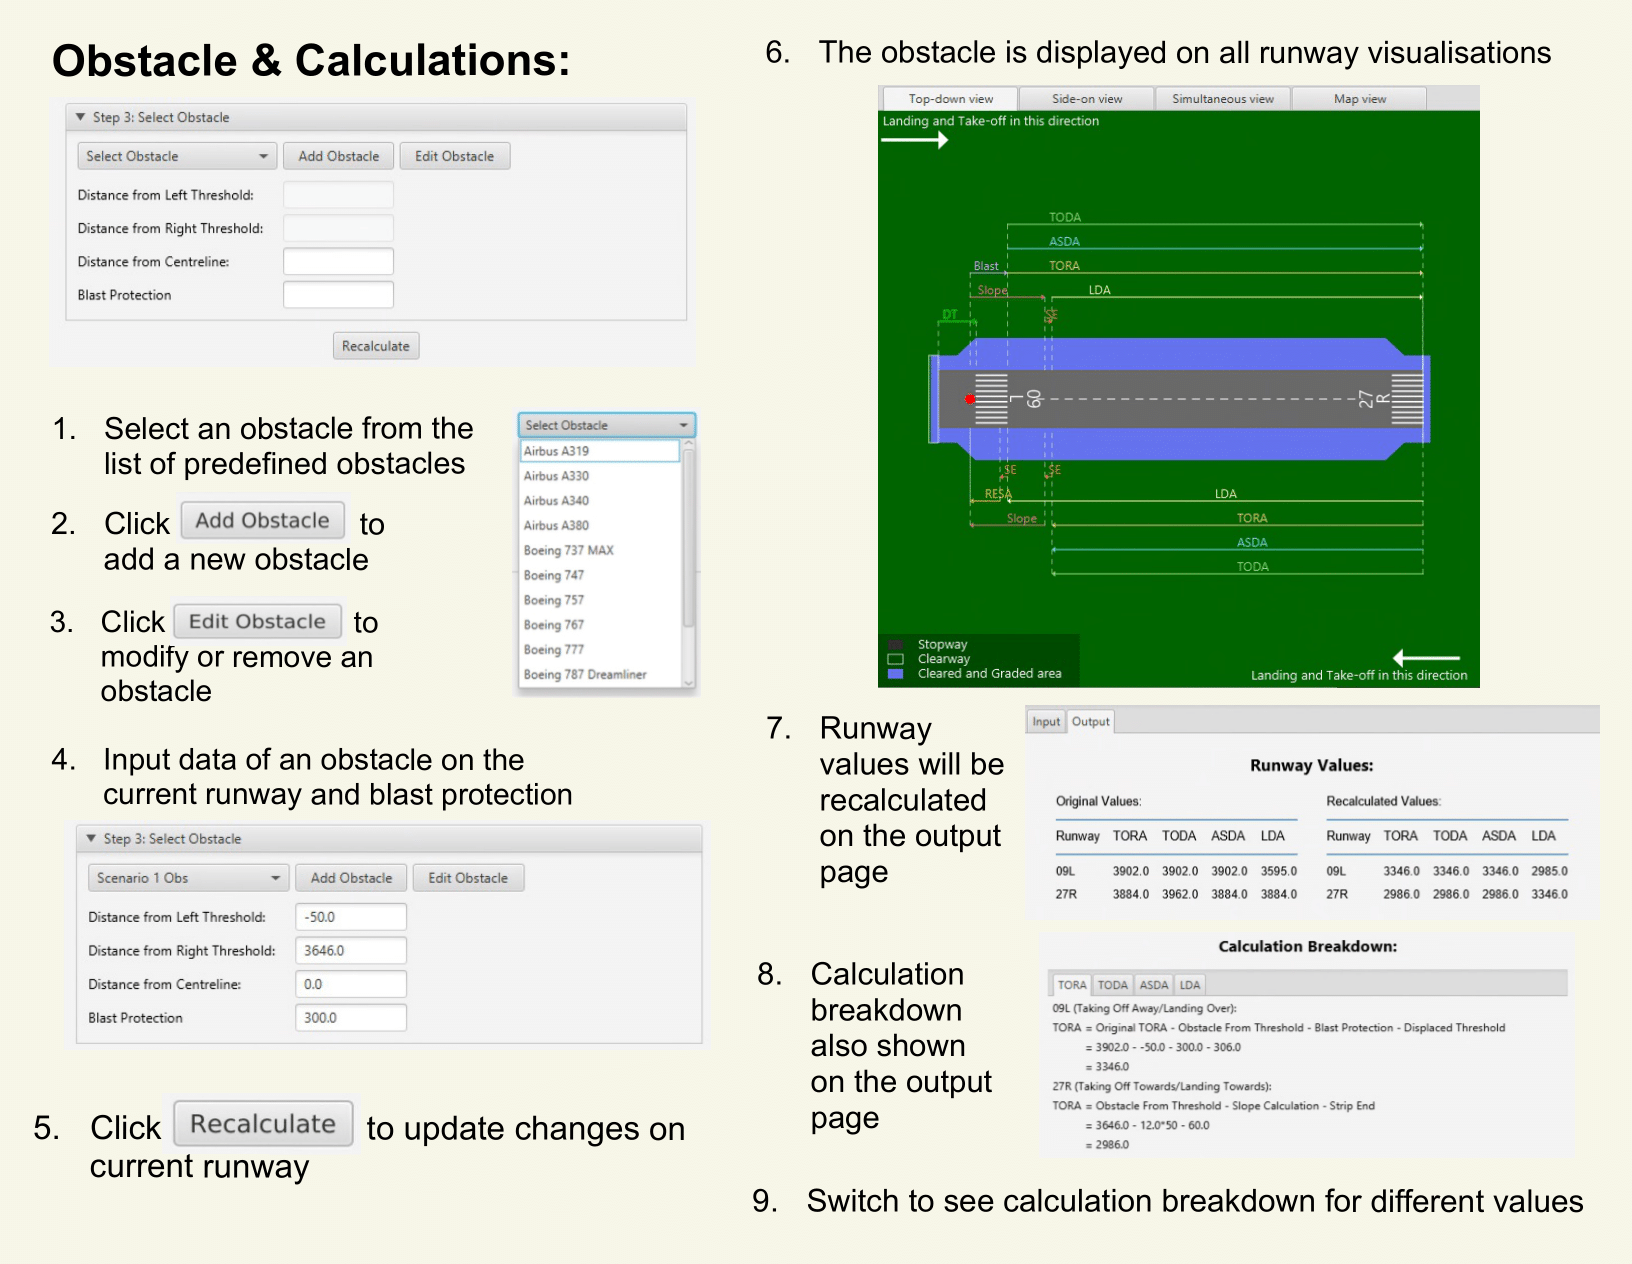 Obstacle & Calculations:
Step 3: Select Obstacle
Select Obstacle
Add Obstacle
Edit Obstacle
Distance from Left Threshold:
Distance from Right Threshold:
Distance from Centreline:
Blast Protection
Recalculate
1. Select an obstacle from the
list of predefined obstacles
2. Click Add Obstacle to
add a new obstacle
3. Click Edit Obstacle to
modify or remove an
obstacle
Select Obstacle
Airbus A319
Airbus A330
Airbus A340
Airbus A380
Boeing 737 MAX
Boeing 747
Boeing 757
Boeing 767
Boeing 777
Boeing 787 Dreamliner
4. Input data of an obstacle on the
current runway and blast protection
Step 3: Select Obstacle
Scenario 1 Obs
Add Obstacle
Edit Obstacle
Distance from Left Threshold: -50.0
Distance from Right Threshold: 3646.0
Distance from Centreline: 0.0
Blast Protection 300.0
5. Click Recalculate to update changes on
current runway
6. The obstacle is displayed on all runway visualisations
Top-down view
Side-on view
Simultaneous view
Map view
Landing and Take-off in this direction
TODA
ASDA
Blast
TORA
Slope
LDA
DT
SE
L
09
27
R
SE
SE
RESA
LDA
Slope
TORA
ASDA
TODA
Stopway
Clearway
Cleared and Graded area
Landing and Take-off in this direction
7. Runway
values will be
recalculated
on the output
page
Input
Output
Runway Values:
Original Values:
Runway TORA TODA ASDA LDA
09L 3902.0 3902.0 3902.0 3595.0
27R 3884.0 3962.0 3884.0 3884.0
Recalculated Values:
Runway TORA TODA ASDA LDA
09L 3346.0 3346.0 3346.0 2985.0
27R 2986.0 2986.0 2986.0 3346.0
8. Calculation
breakdown
also shown
on the output
page
Calculation Breakdown:
TORA
TODA
ASDA
LDA
09L (Taking Off Away/Landing Over):
TORA = Original TORA - Obstacle From Threshold - Blast Protection - Displaced Threshold
= 3902.0 - -50.0 - 300.0 - 306.0
= 3346.0
27R (Taking Off Towards/Landing Towards):
TORA = Obstacle From Threshold - Slope Calculation - Strip End
= 3646.0 - 12.0*50 - 60.0
= 2986.0
9. Switch to see calculation breakdown for different values